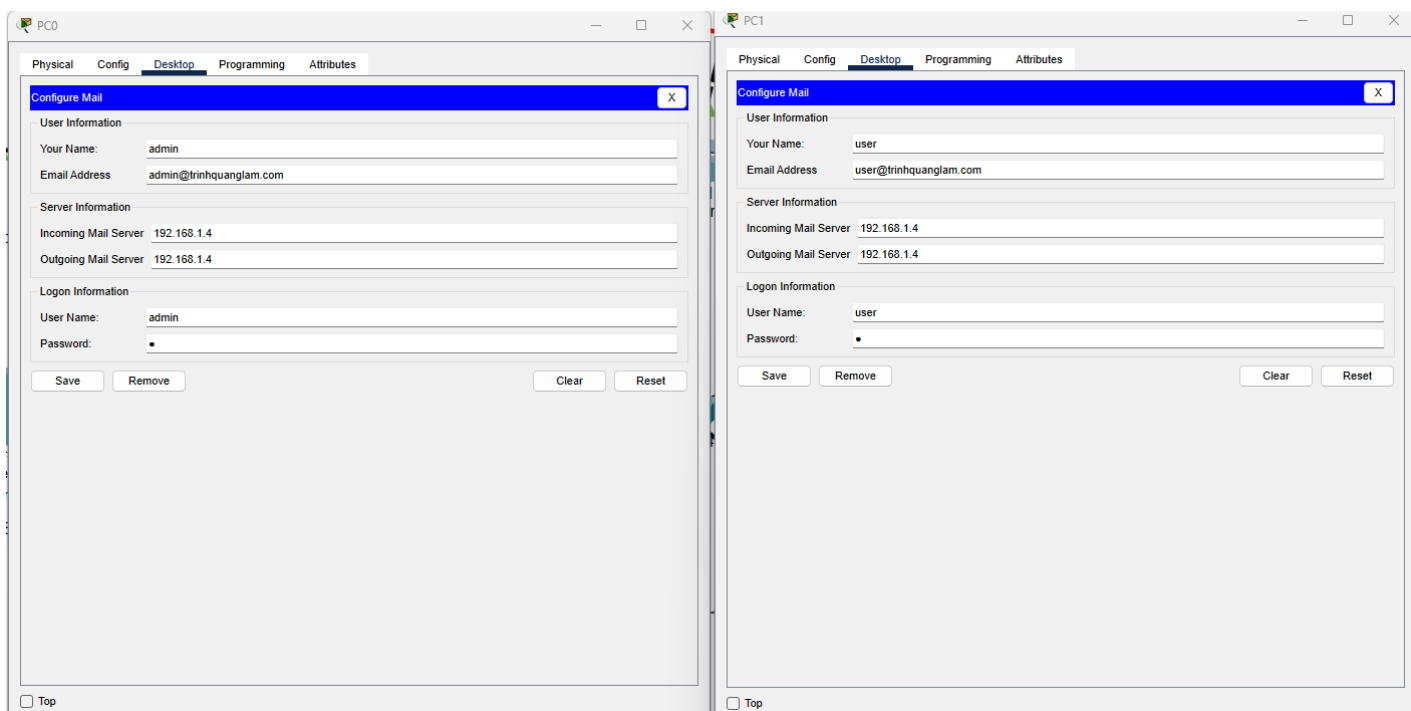 PC0
Physical Config Desktop Programming Attributes
Configure Mail X
User Information
Your Name: admin
Email Address admin@trinhquanglam.com
Server Information
Incoming Mail Server 192.168.1.4
Outgoing Mail Server 192.168.1.4
Logon Information
User Name: admin
Password: •
Save Remove Clear Reset
Top
PC1
Physical Config Desktop Programming Attributes
Configure Mail X
User Information
Your Name: user
Email Address user@trinhquanglam.com
Server Information
Incoming Mail Server 192.168.1.4
Outgoing Mail Server 192.168.1.4
Logon Information
User Name: user
Password: •
Save Remove Clear Reset
Top